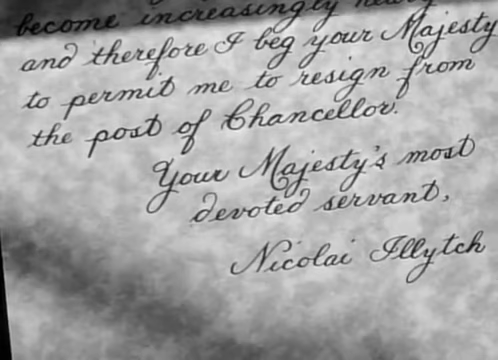 become increasingly heavy
and therefore I beg your Majesty
to permit me to resign from
the post of Chancellor.
Your Majesty's most
devoted servant,
Nicolai Illytch